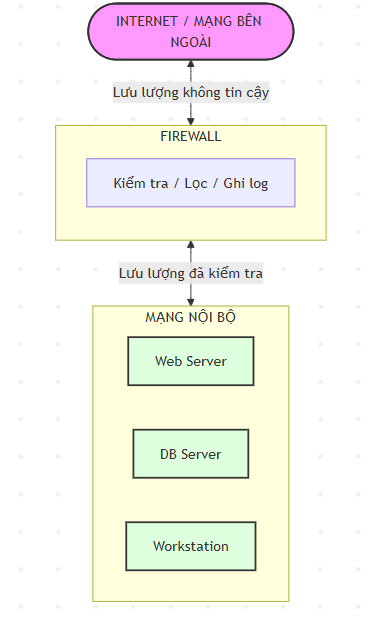 INTERNET / MẠNG BÊN
NGOÀI
Lưu lượng không tin cậy
FIREWALL
Kiểm tra / Lọc / Ghi log
Lưu lượng đã kiểm tra
MẠNG NỘI BỘ
Web Server
DB Server
Workstation